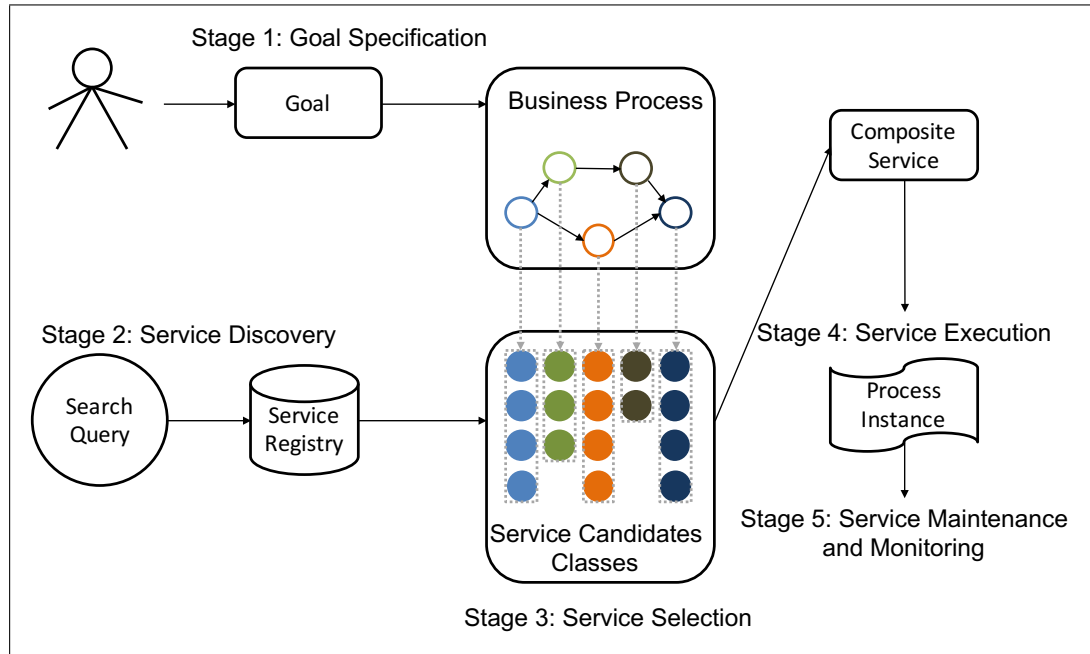 Stage 1: Goal Specification
Goal
Business Process
Composite
Service
Stage 2: Service Discovery
Search
Query
Service
Registry
Service Candidates
Classes
Stage 3: Service Selection
Stage 4: Service Execution
Process
Instance
Stage 5: Service Maintenance
and Monitoring